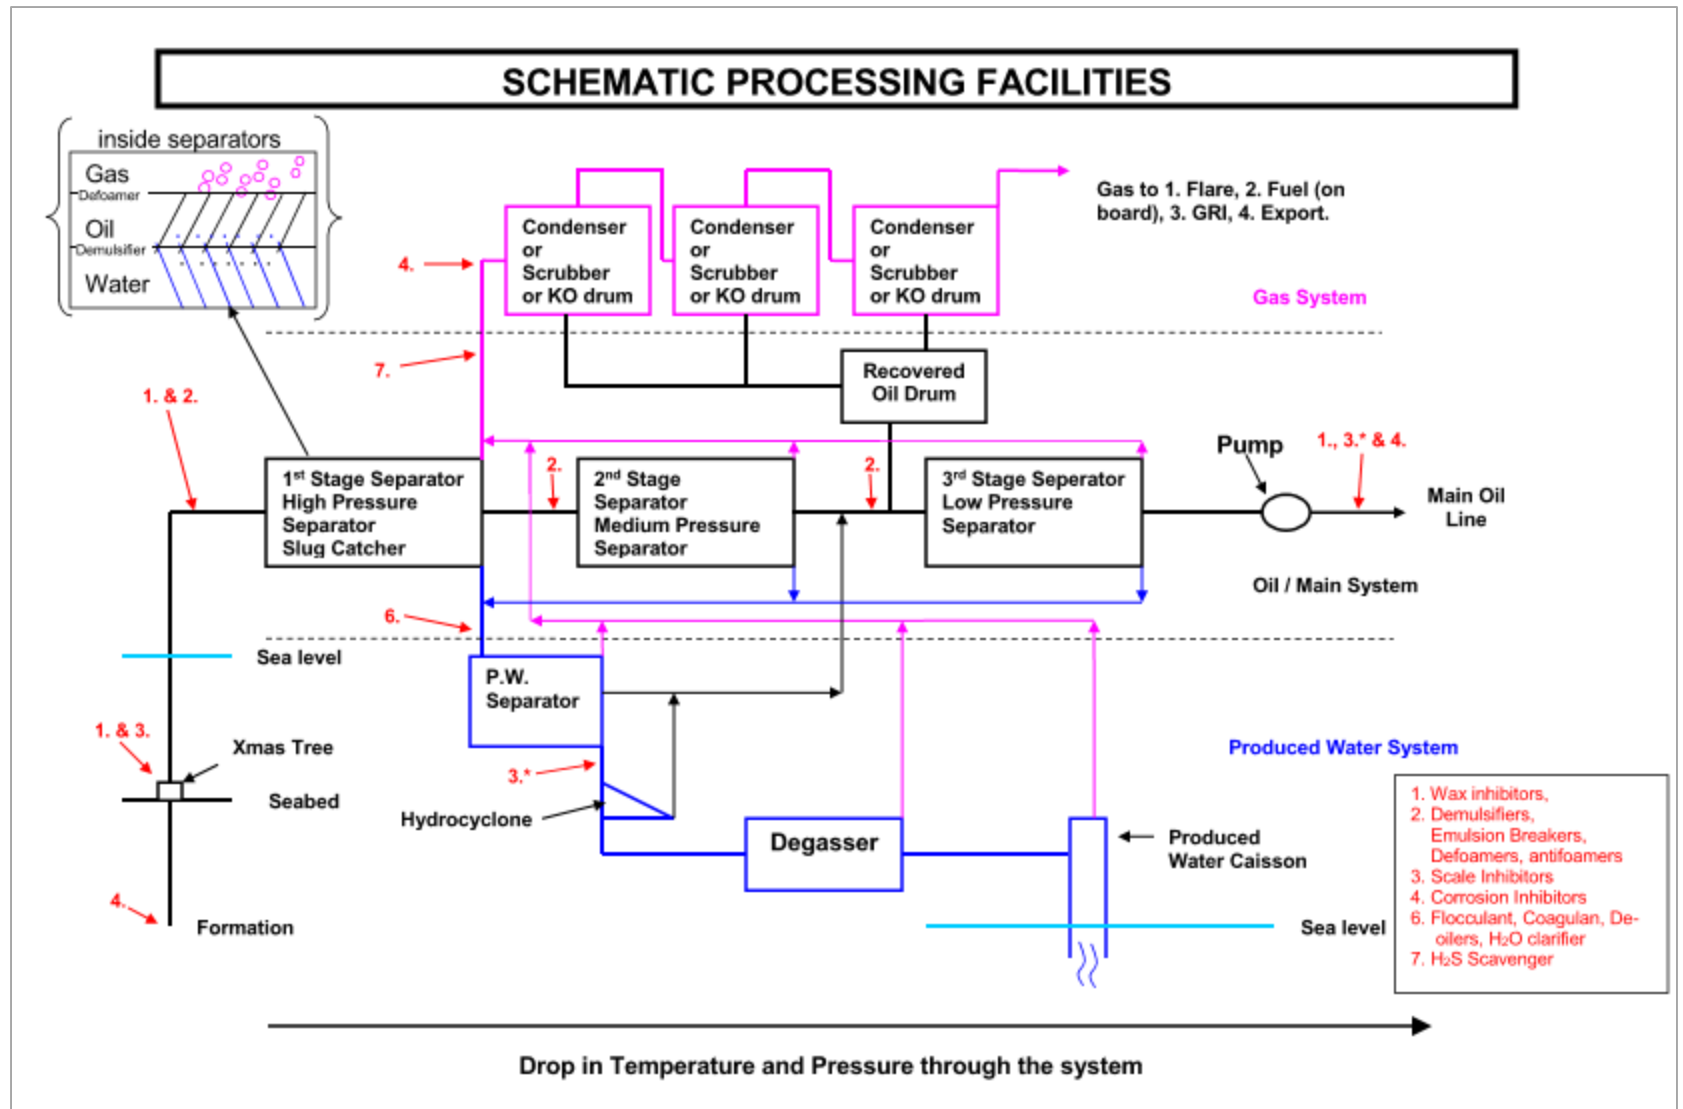 SCHEMATIC PROCESSING FACILITIES
inside separators
Gas
Defoamer
Oil
Demulsifier
Water
Condenser
or
Scrubber
or KO drum
Condenser
or
Scrubber
or KO drum
Condenser
or
Scrubber
or KO drum
Gas to 1. Flare, 2. Fuel (on
board), 3. GRI, 4. Export.
4.
Gas System
7.
Recovered
Oil Drum
1. & 2.
1st Stage Separator
High Pressure
Separator
Slug Catcher
2.
2nd Stage
Separator
Medium Pressure
Separator
2.
3rd Stage Seperator
Low Pressure
Separator
Pump
1., 3.* & 4.
Main Oil
Line
Oil / Main System
6.
Sea level
P.W.
Separator
1. & 3.
Xmas Tree
Seabed
3.*
Hydrocyclone
Produced Water System
Degasser
Produced
Water Caisson
4.
Formation
Sea level
1. Wax inhibitors,
2. Demulsifiers,
Emulsion Breakers,
Defoamers, antifoamers
3. Scale Inhibitors
4. Corrosion Inhibitors
6. Flocculant, Coagulan, De-
oilers, H2O clarifier
7. H2S Scavenger
Drop in Temperature and Pressure through the system